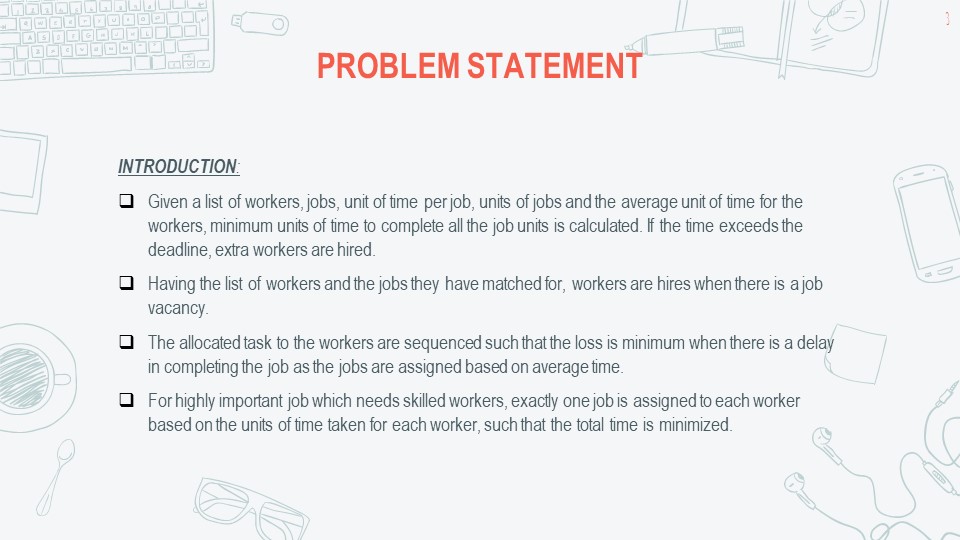 PROBLEM STATEMENT
INTRODUCTION:
Given a list of workers, jobs, unit of time per job, units of jobs and the average unit of time for the
workers, minimum units of time to complete all the job units is calculated. If the time exceeds the
deadline, extra workers are hired.
Having the list of workers and the jobs they have matched for, workers are hires when there is a job
vacancy.
The allocated task to the workers are sequenced such that the loss is minimum when there is a delay
in completing the job as the jobs are assigned based on average time.
For highly important job which needs skilled workers, exactly one job is assigned to each worker
based on the units of time taken for each worker, such that the total time is minimized.